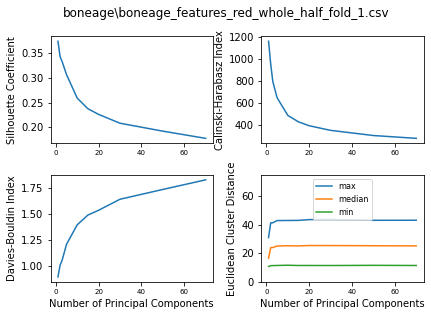 boneage\boneage_features_red_whole_half_fold_1.csv
Silhouette Coefficient
0.35
0.30
0.25
0.20
0 20 40 60
Calinski-Harabasz Index
1200
1000
800
600
400
0 20 40 60
Davies-Bouldin Index
1.75
1.50
1.25
1.00
0 20 40 60
Number of Principal Components
Euclidean Cluster Distance
60
40
20
0
max
median
min
0 20 40 60
Number of Principal Components